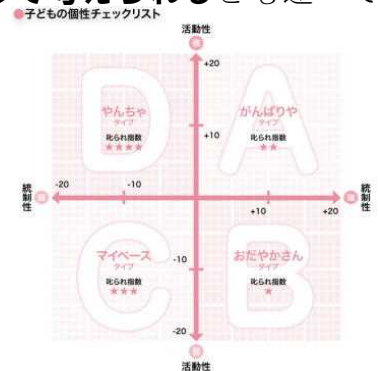 ●子どもの個性チェックリスト
活動性
+20
D
A
やんちゃ
タイプ
叱られ指数
★★★★
がんばりや
タイプ
叱られ指数
★★
+10
統制性
-20
-10
+10
+20
統制性
C
B
マイペース
タイプ
叱られ指数
★★★
おだやかさん
タイプ
叱られ指数
★
-10
-20
活動性